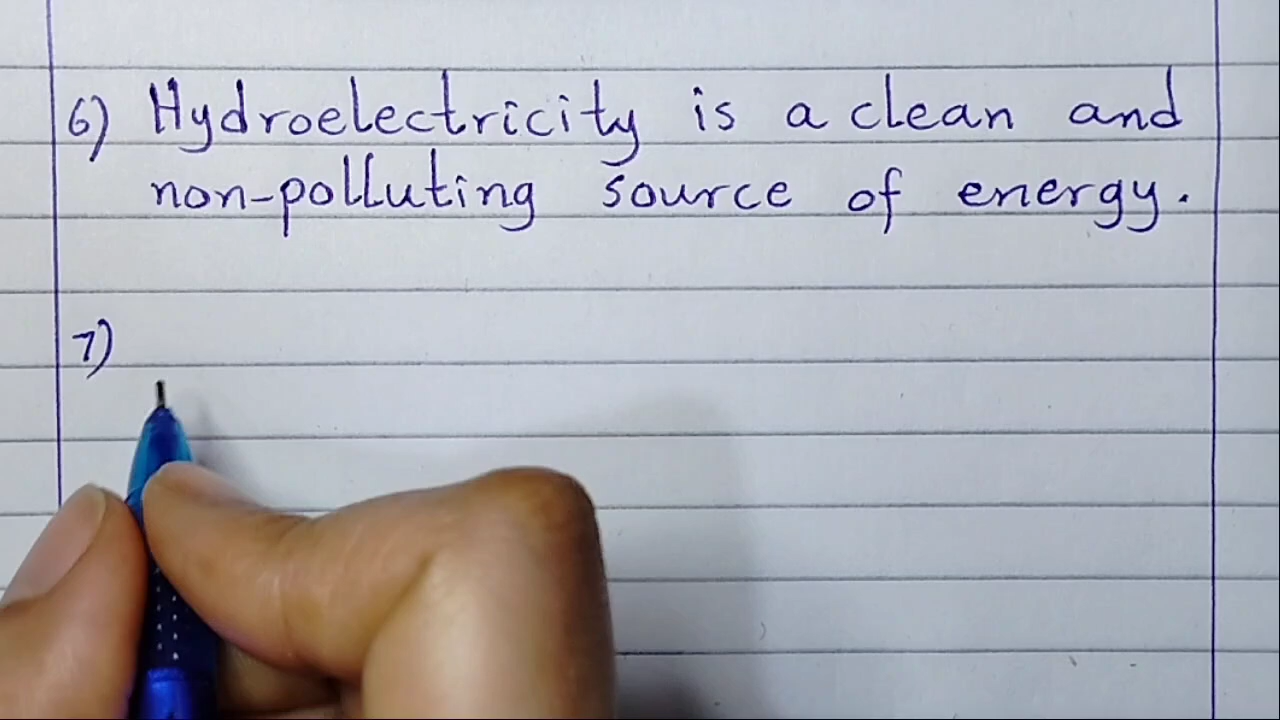 6) Hydroelectricity is a clean and
non-polluting source of energy.
7)